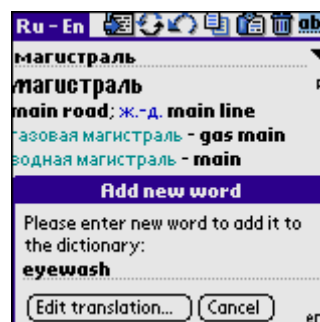 Ru - En ab
магистраль
магистраль
main road; ж.-д. main line
газовая магистраль - gas main
водная магистраль - main
Add new word
Please enter new word to add it to
the dictionary:
eyewash
Edit translation... Cancel